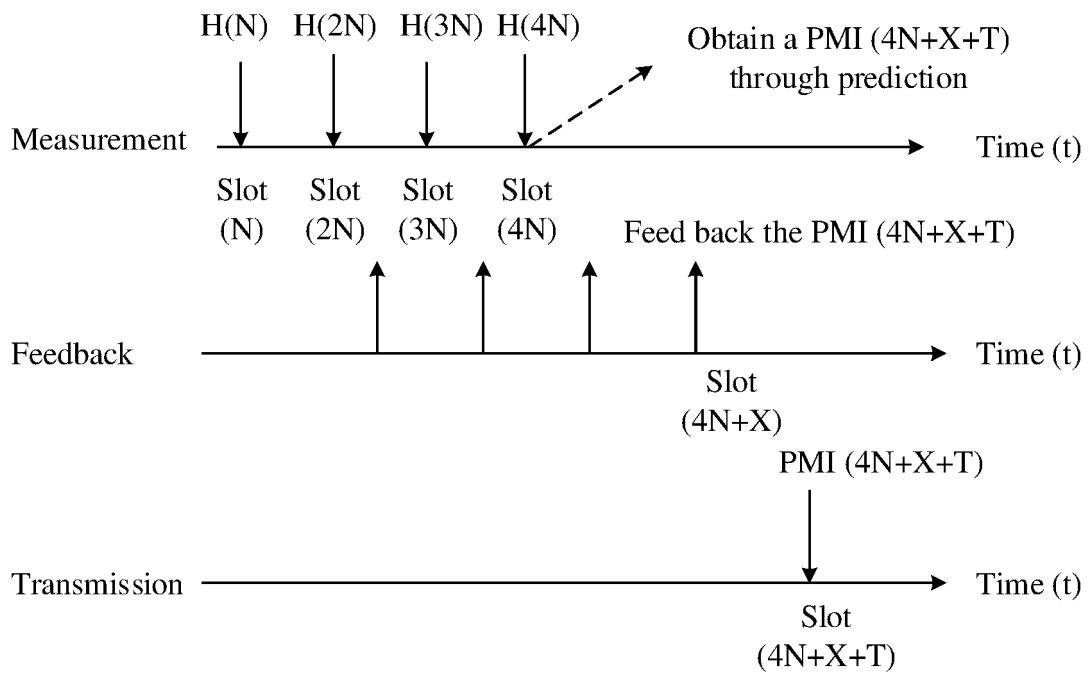 H(N) H(2N) H(3N) H(4N)
Obtain a PMI (4N+X+T)
through prediction
Measurement
Time (t)
Slot
(N)
Slot
(2N)
Slot
(3N)
Slot
(4N)
Feed back the PMI (4N+X+T)
Feedback
Time (t)
Slot
(4N+X)
PMI (4N+X+T)
Transmission
Time (t)
Slot
(4N+X+T)